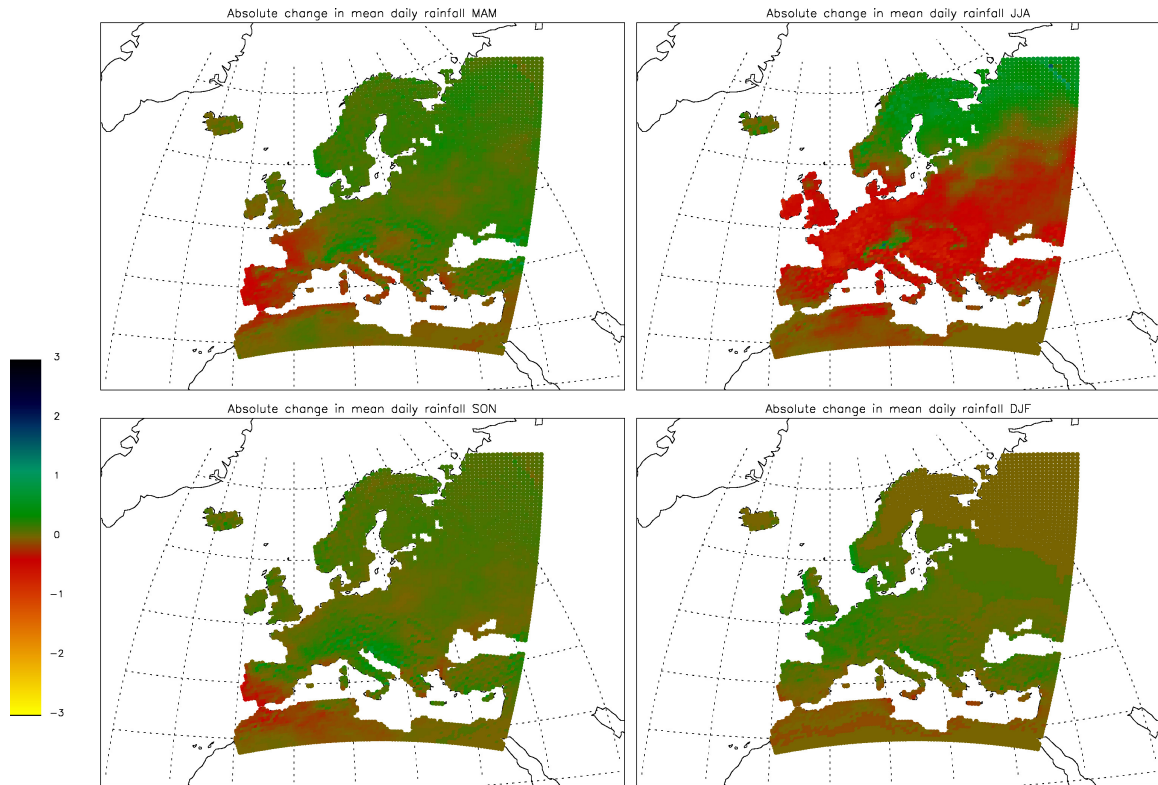 Absolute change in mean daily rainfall MAM
Absolute change in mean daily rainfall JJA
3
2
1
0
−1
−2
−3
Absolute change in mean daily rainfall SON
Absolute change in mean daily rainfall DJF